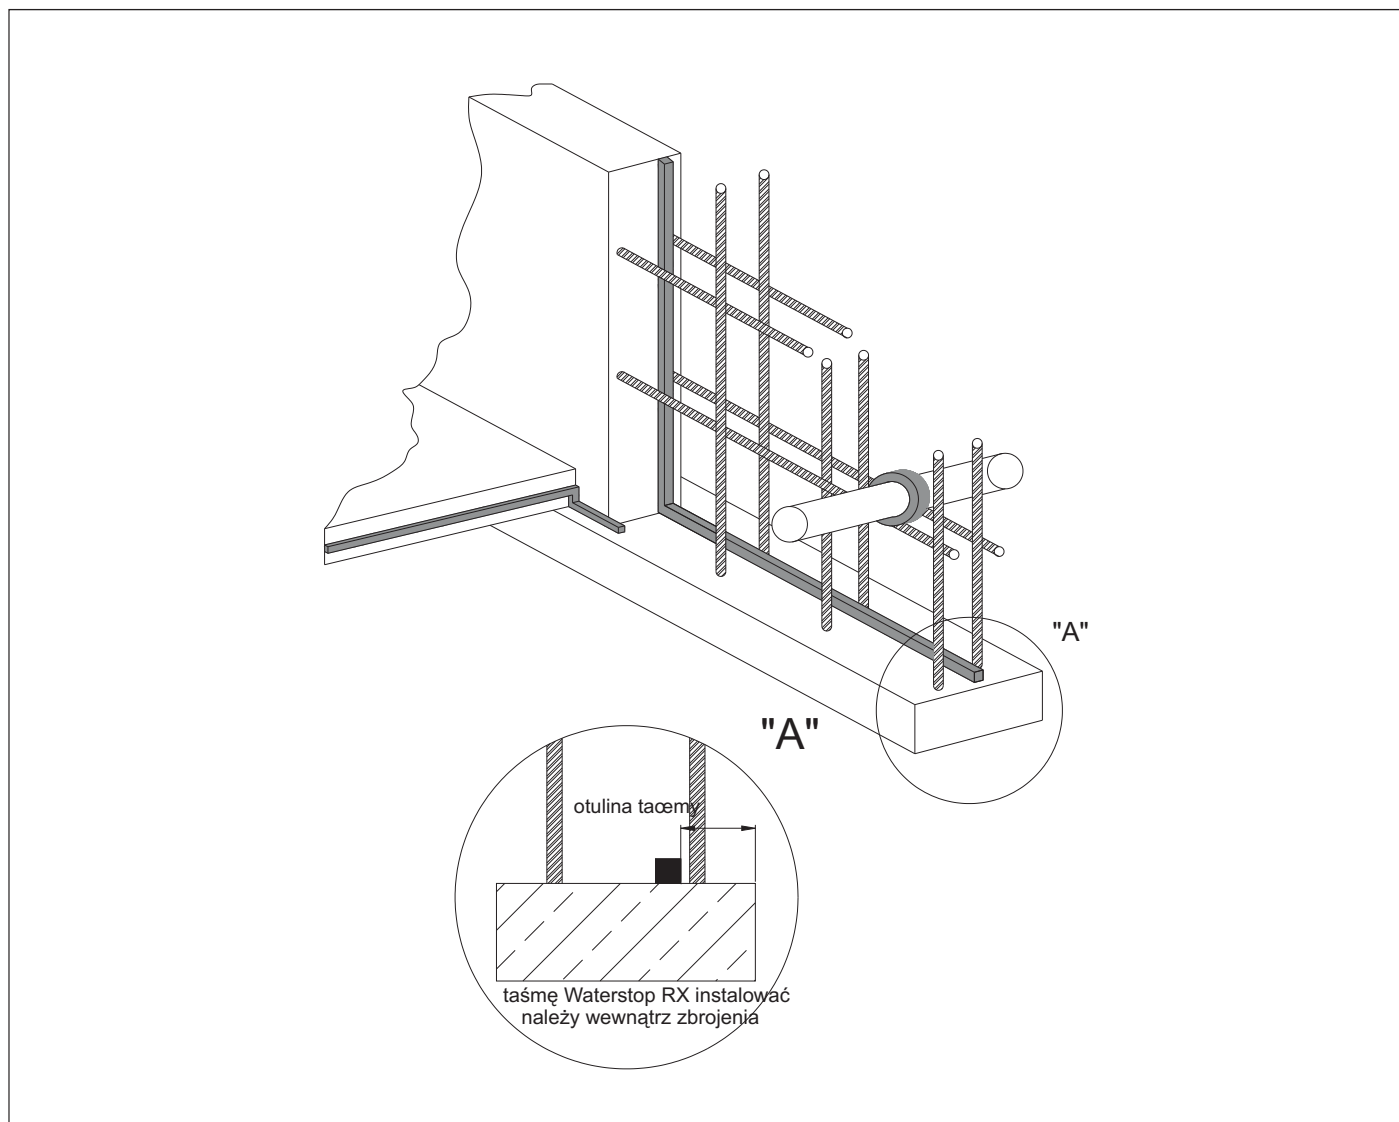 "A"
"A"
otulina taœmy
taśmę Waterstop RX instalować
należy wewnątrz zbrojenia